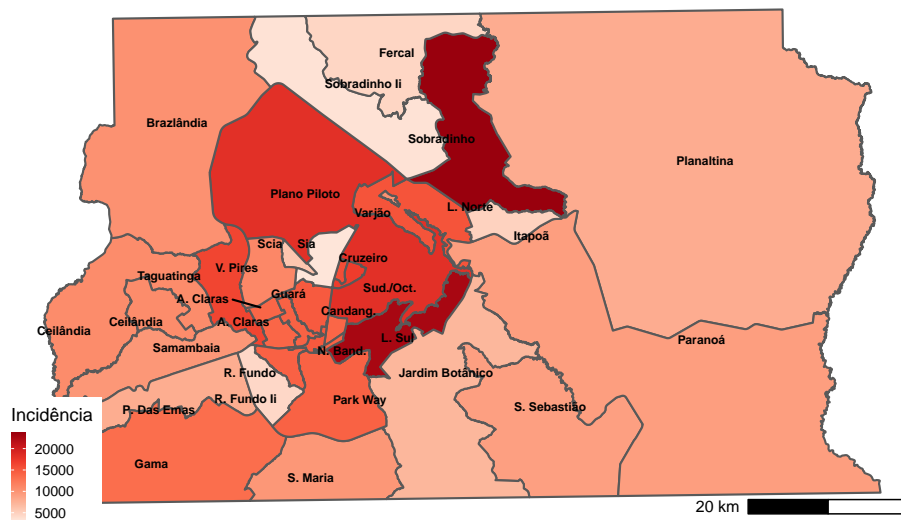 Fercal
Sobradinho Ii
Brazlândia
Sobradinho
Planaltina
Plano Piloto
L. Norte
Varjão
Itapoã
Scia
Sia
Cruzeiro
V. Pires
Taguatinga
Sud./Oct.
Guará
A. Claras
Candang.
Ceilândia
Ceilândia
A. Claras
L. Sul
Paranoá
Samambaia
N. Band.
R. Fundo
Jardim Botânico
R. Fundo Ii
Park Way
P. Das Emas
S. Sebastião
Gama
S. Maria
Incidência
20000
15000
10000
5000
20 km